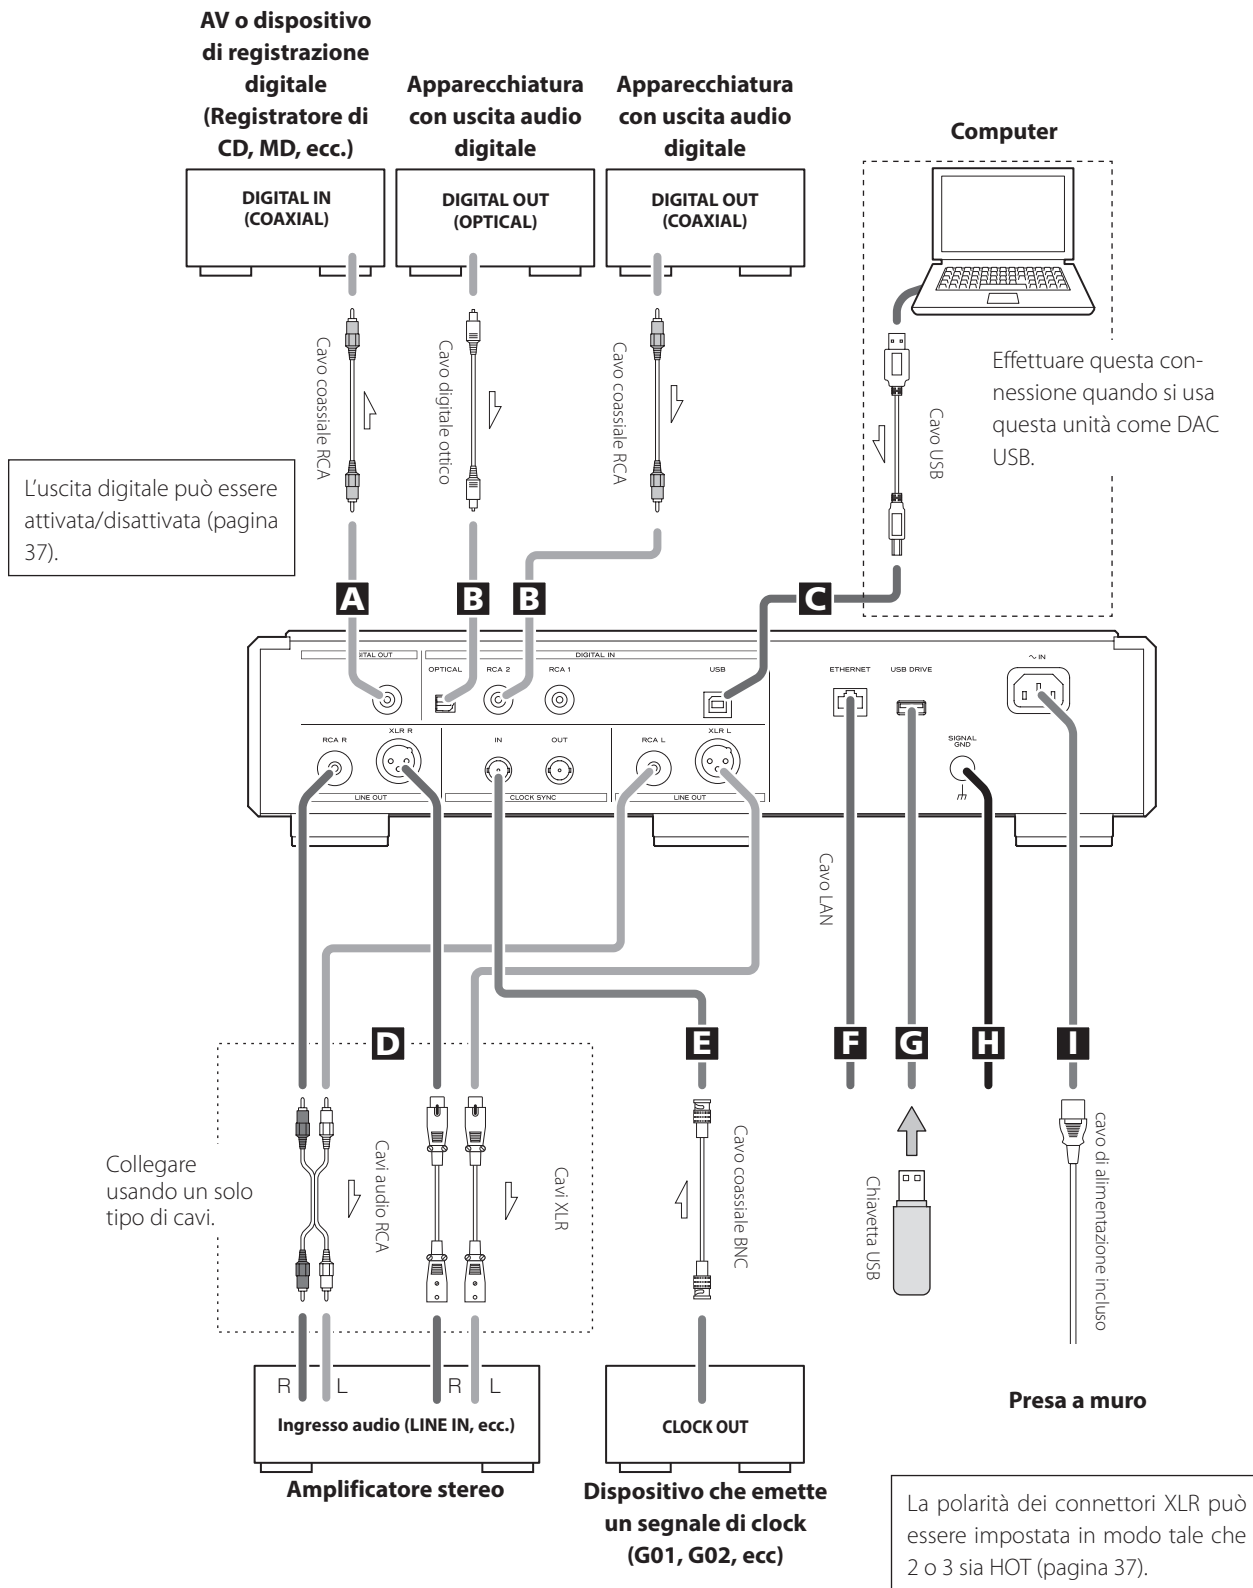 AV o dispositivo
di registrazione
digitale
(Registratore di
CD, MD, ecc.)
Apparecchiatura
con uscita audio
digitale
Apparecchiatura
con uscita audio
digitale
Computer
DIGITAL IN
(COAXIAL)
DIGITAL OUT
(OPTICAL)
DIGITAL OUT
(COAXIAL)
Cavo coassiale RCA
Cavo digitale ottico
Cavo coassiale RCA
Cavo USB
Effettuare questa con-
nessione quando si usa
questa unità come DAC
USB.
L'uscita digitale può essere
attivata/disattivata (pagina
37).
A
B
B
C
ITAL OUT
DIGITAL IN
OPTICAL
RCA 2
RCA 1
USB
ETHERNET
USB DRIVE
~ IN
RCA R
XLR R
IN
OUT
RCA L
XLR L
SIGNAL
GND
LINE OUT
CLOCK SYNC
LINE OUT
Cavo LAN
D
E
F
G
H
I
Collegare
usando un solo
tipo di cavi.
Cavi audio RCA
Cavi XLR
Cavo coassiale BNC
Chiavetta USB
cavo di alimentazione incluso
R
L
R
L
Ingresso audio (LINE IN, ecc.)
CLOCK OUT
Presa a muro
Amplificatore stereo
Dispositivo che emette
un segnale di clock
(G01, G02, ecc)
La polarità dei connettori XLR può
essere impostata in modo tale che
2 o 3 sia HOT (pagina 37).